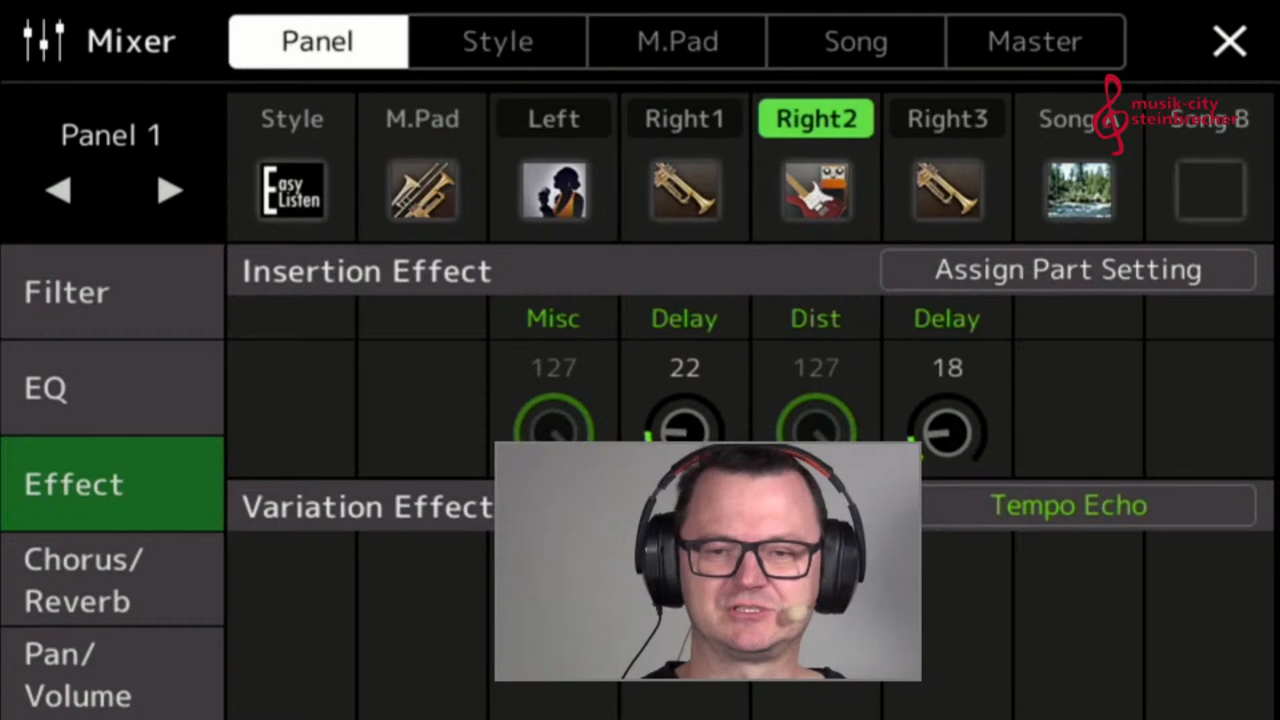 Mixer
Panel
Style
M.Pad
Song
Master
Panel 1
Style
M.Pad
Left
Right1
Right2
Right3
Song A
Song B
musik-city
steinbrecher
Easy
Listen
Filter
Insertion Effect
Assign Part Setting
Misc
Delay
Dist
Delay
EQ
127
22
127
18
Effect
Variation Effect
Tempo Echo
Chorus/
Reverb
Pan/
Volume